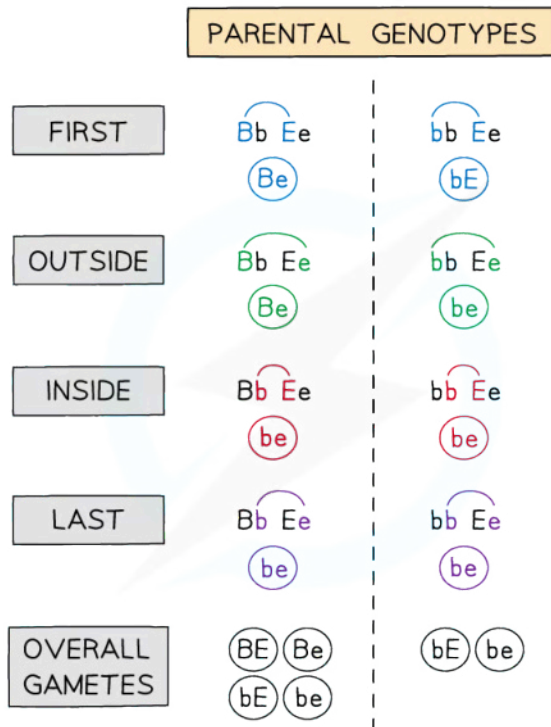 PARENTAL GENOTYPES
FIRST
Bb Ee
bb Ee
Be
bE
OUTSIDE
Bb Ee
bb Ee
Be
be
INSIDE
Bb Ee
bb Ee
be
be
LAST
Bb Ee
bb Ee
be
be
OVERALL
GAMETES
BE Be
bE be
bE be